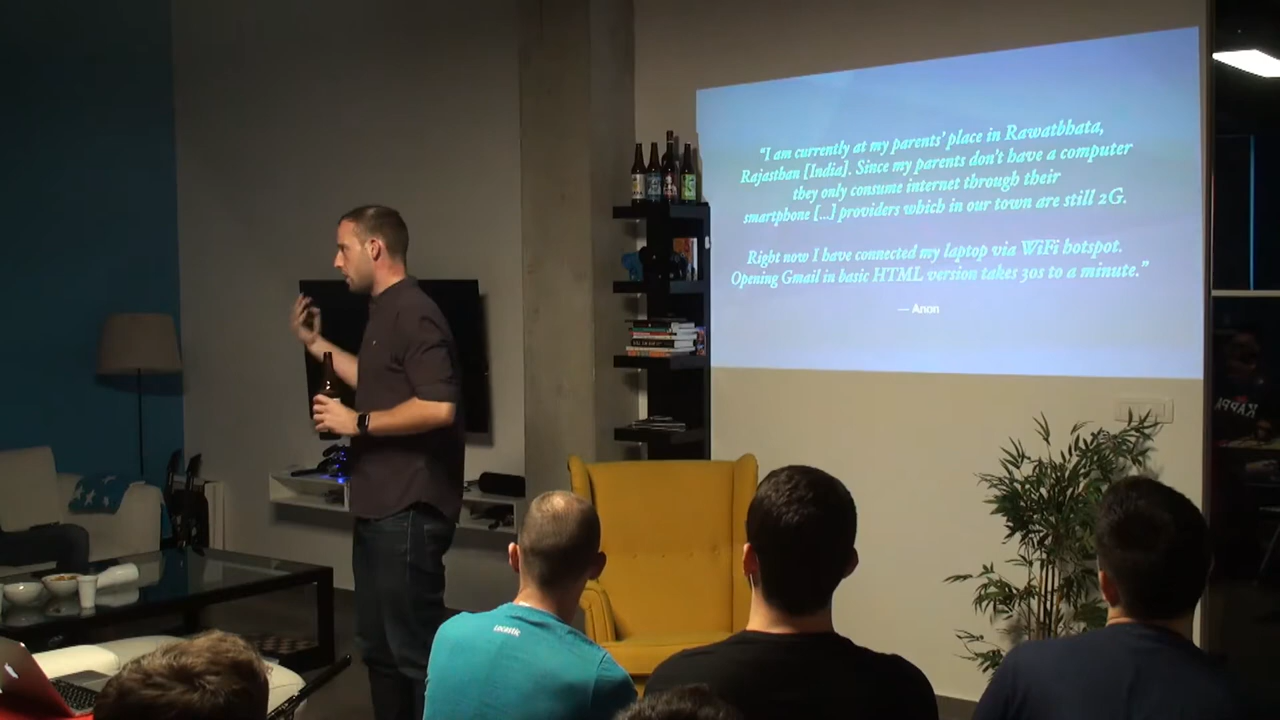 “I am currently at my parents’ place in Rawatbhata,
Rajasthan [India]. Since my parents don’t have a computer
they only consume internet through their
smartphone [...] providers which in our town are still 2G.
Right now I have connected my laptop via WiFi hotspot.
Opening Gmail in basic HTML version takes 30s to a minute.”
— Anon
Locastic
KAPPA